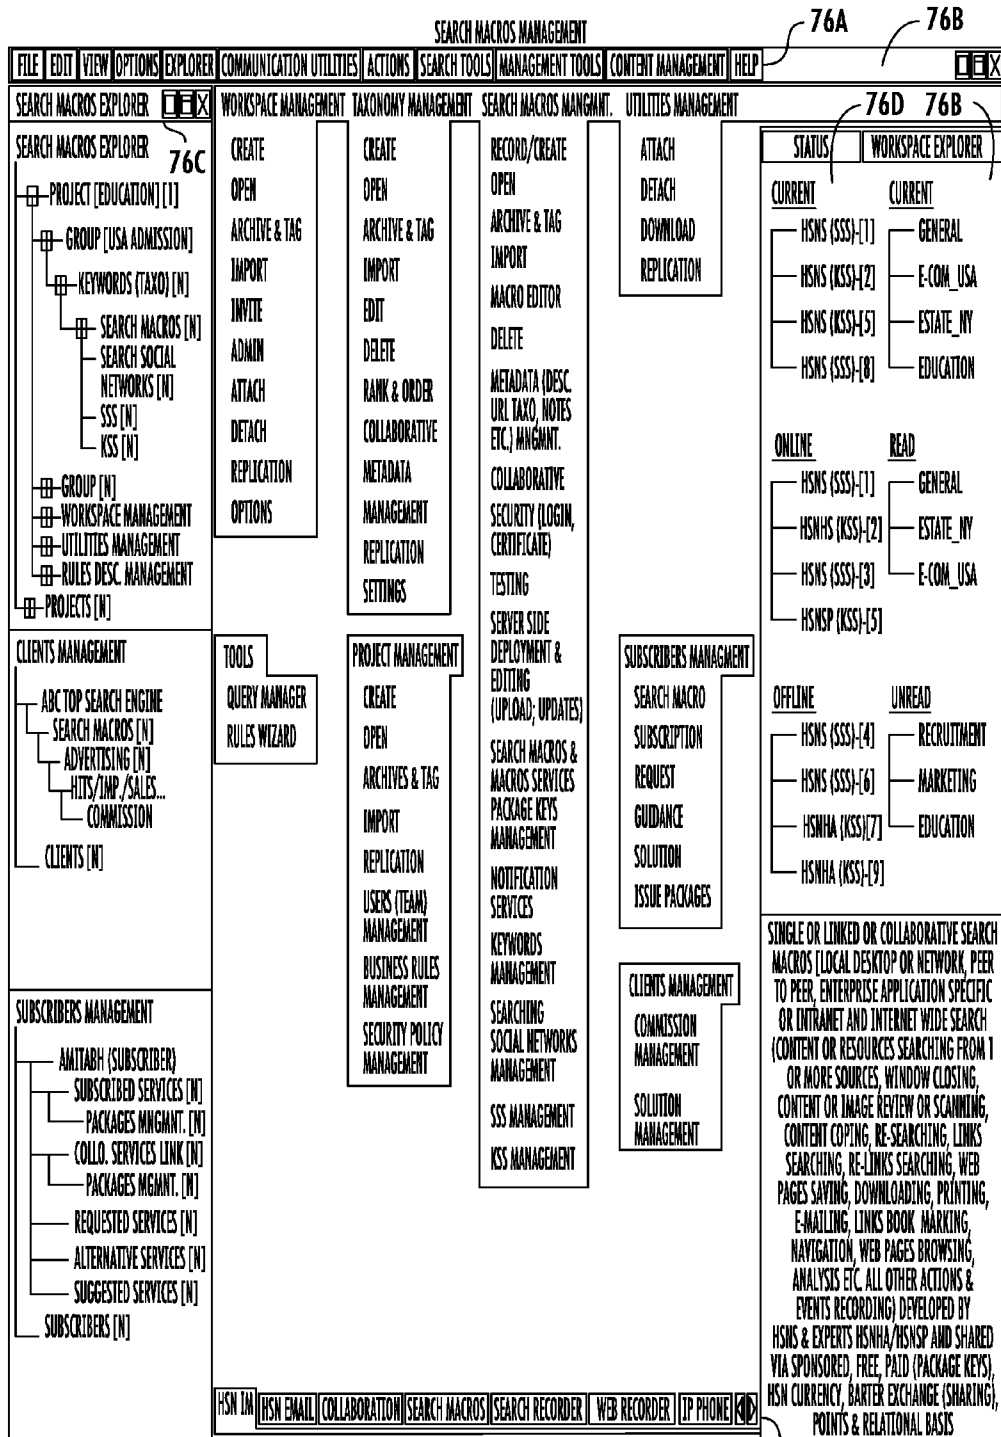 SEARCH MACROS MANAGEMENT
76A
76B
FILE EDIT VIEW OPTIONS EXPLORER COMMUNICATION UTILITIES ACTIONS SEARCH TOOLS MANAGEMENT TOOLS CONTENT MANAGEMENT HELP
SEARCH MACROS EXPLORER
76C
SEARCH MACROS EXPLORER
PROJECT [EDUCATION] [1]
GROUP [USA ADMISSION]
KEYWORDS (TAXO) [N]
SEARCH MACROS [N]
SEARCH SOCIAL
NETWORKS [N]
SSS [N]
KSS [N]
GROUP [N]
WORKSPACE MANAGEMENT
UTILITIES MANAGEMENT
RULES DESC. MANAGEMENT
PROJECTS [N]
CLIENTS MANAGEMENT
ABC TOP SEARCH ENGINE
SEARCH MACROS [N]
ADVERTISING [N]
HITS/IMP./SALES...
COMMISSION
CLIENTS [N]
SUBSCRIBERS MANAGEMENT
AMITABH (SUBSCRIBER)
SUBSCRIBED SERVICES [N]
PACKAGES MNGMNT. [N]
COLLO. SERVICES LINK [N]
PACKAGES MGMNT. [N]
REQUESTED SERVICES [N]
ALTERNATIVE SERVICES [N]
SUGGESTED SERVICES [N]
SUBSCRIBERS [N]
WORKSPACE MANAGEMENT
CREATE
OPEN
ARCHIVE & TAG
IMPORT
INVITE
ADMIN
ATTACH
DETACH
REPLICATION
OPTIONS
TOOLS
QUERY MANAGER
RULES WIZARD
TAXONOMY MANAGEMENT
CREATE
OPEN
ARCHIVE & TAG
IMPORT
EDIT
DELETE
RANK & ORDER
COLLABORATIVE
METADATA
MANAGEMENT
REPLICATION
SETTINGS
PROJECT MANAGEMENT
CREATE
OPEN
ARCHIVES & TAG
IMPORT
REPLICATION
USERS (TEAM)
MANAGEMENT
BUSINESS RULES
MANAGEMENT
SECURITY POLICY
MANAGEMENT
SEARCH MACROS MANGMNT.
RECORD/CREATE
OPEN
ARCHIVE & TAG
IMPORT
MACRO EDITOR
DELETE
METADATA (DESC.
URL TAXO, NOTES
ETC.) MNGMNT.
COLLABORATIVE
SECURITY (LOGIN,
CERTIFICATE)
TESTING
SERVER SIDE
DEPLOYMENT &
EDITING
(UPLOAD; UPDATES)
SEARCH MACROS &
MACROS SERVICES
PACKAGE KEYS
MANAGEMENT
NOTIFICATION
SERVICES
KEYWORDS
MANAGEMENT
SEARCHING
SOCIAL NETWORKS
MANAGEMENT
SSS MANAGEMENT
KSS MANAGEMENT
UTILITIES MANAGEMENT
ATTACH
DETACH
DOWNLOAD
REPLICATION
SUBSCRIBERS MANAGMENT
SEARCH MACRO
SUBSCRIPTION
REQUEST
GUIDANCE
SOLUTION
ISSUE PACKAGES
CLIENTS MANAGEMENT
COMMISSION
MANAGEMENT
SOLUTION
MANAGEMENT
76D 76B
STATUS
WORKSPACE EXPLORER
CURRENT
HSNS (SSS)-[1]
HSNS (KSS)-[2]
HSNS (KSS)-[5]
HSNS (SSS)-[8]
CURRENT
GENERAL
E-COM_USA
ESTATE_NY
EDUCATION
ONLINE
HSNS (SSS)-[1]
HSNHS (KSS)-[2]
HSNS (SSS)-[3]
HSNSP (KSS)-[5]
READ
GENERAL
ESTATE_NY
E-COM_USA
OFFLINE
HSNS (SSS)-[4]
HSNS (SSS)-[6]
HSNHA (KSS)[7]
HSNHA (KSS)-[9]
UNREAD
RECRUITMENT
MARKETING
EDUCATION
SINGLE OR LINKED OR COLLABORATIVE SEARCH
MACROS [LOCAL DESKTOP OR NETWORK, PEER
TO PEER, ENTERPRISE APPLICATION SPECIFIC
OR INTRANET AND INTERNET WIDE SEARCH
(CONTENT OR RESOURCES SEARCHING FROM 1
OR MORE SOURCES, WINDOW CLOSING,
CONTENT OR IMAGE REVIEW OR SCANNING,
CONTENT COPING, RE-SEARCHING, LINKS
SEARCHING, RE-LINKS SEARCHING, WEB
PAGES SAVING, DOWNLOADING, PRINTING,
E-MAILING, LINKS BOOK MARKING,
NAVIGATION, WEB PAGES BROWSING,
ANALYSIS ETC. ALL OTHER ACTIONS &
EVENTS RECORDING) DEVELOPED BY
HSNS & EXPERTS HSNHA/HSNSP AND SHARED
VIA SPONSORED, FREE, PAID (PACKAGE KEYS),
HSN CURRENCY, BARTER EXCHANGE (SHARING),
POINTS & RELATIONAL BASIS
HSN IM HSN EMAIL COLLABORATION SEARCH MACROS SEARCH RECORDER WEB RECORDER IP PHONE